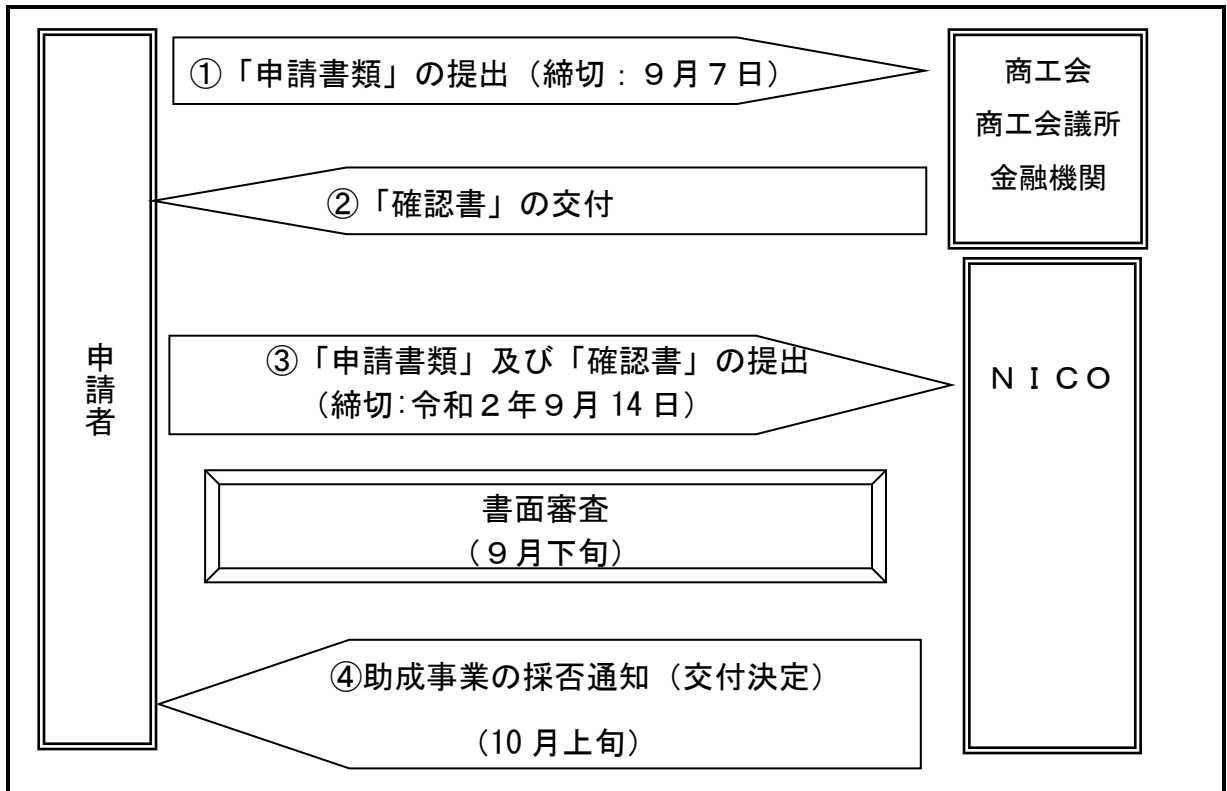 ①「申請書類」の提出（締切：９月７日）
商工会
商工会議所
金融機関
②「確認書」の交付
申請者
③「申請書類」及び「確認書」の提出
（締切：令和２年９月 14 日）
ＮＩＣＯ
書面審査
（９月下旬）
④助成事業の採否通知（交付決定）
（10 月上旬）